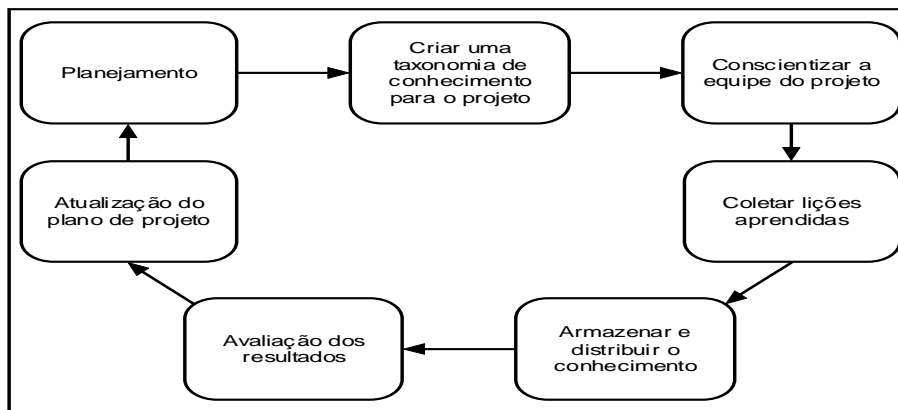 Planejamento
Criar uma
taxonomia de
conhecimento
para o projeto
Conscientizar a
equipe do projeto
Coletar lições
aprendidas
Armazenar e
distribuir o
conhecimento
Avaliação dos
resultados
Atualização do
plano de projeto